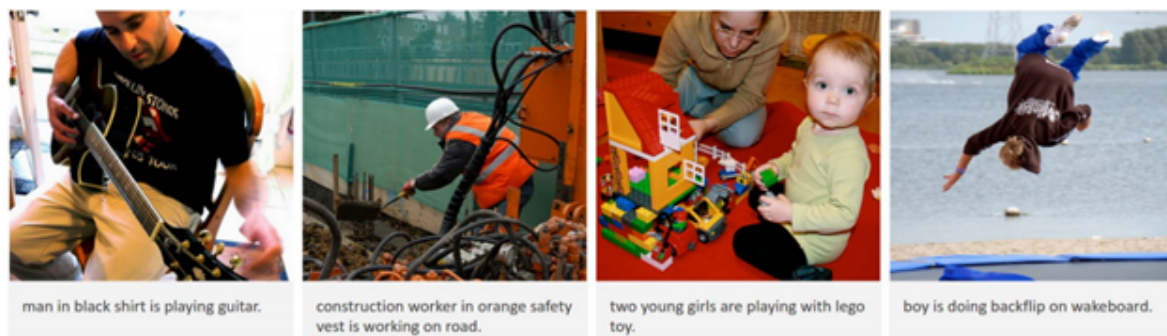 man in black shirt is playing guitar.
construction worker in orange safety
vest is working on road.
two young girls are playing with lego
toy.
boy is doing backflip on wakeboard.